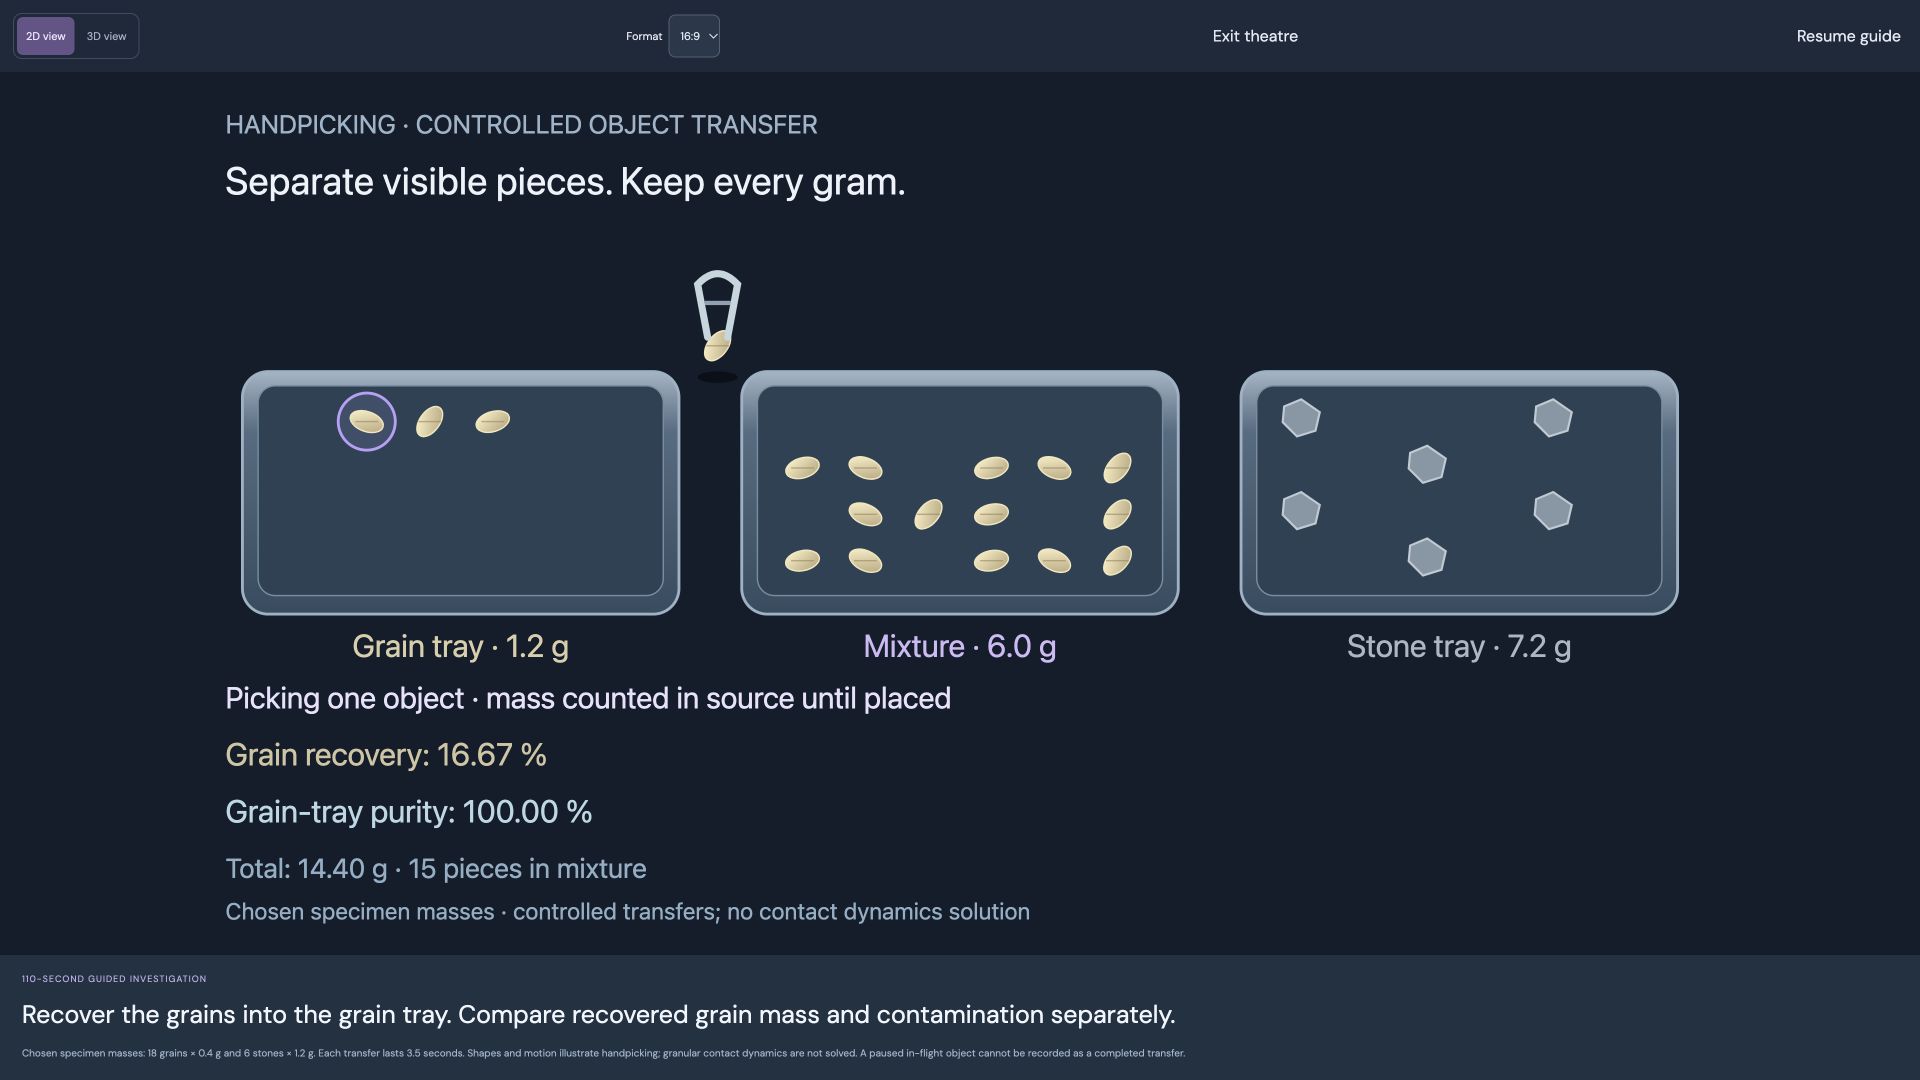 2D view
3D view
Format
16:9
Exit theatre
Resume guide
HANDPICKING · CONTROLLED OBJECT TRANSFER
Separate visible pieces. Keep every gram.
Grain tray · 1.2 g
Mixture · 6.0 g
Stone tray · 7.2 g
Picking one object · mass counted in source until placed
Grain recovery: 16.67 %
Grain-tray purity: 100.00 %
Total: 14.40 g · 15 pieces in mixture
Chosen specimen masses · controlled transfers; no contact dynamics solution
110-SECOND GUIDED INVESTIGATION
Recover the grains into the grain tray. Compare recovered grain mass and contamination separately.
Chosen specimen masses: 18 grains × 0.4 g and 6 stones × 1.2 g. Each transfer lasts 3.5 seconds. Shapes and motion illustrate handpicking; granular contact dynamics are not solved. A paused in-flight object cannot be recorded as a completed transfer.